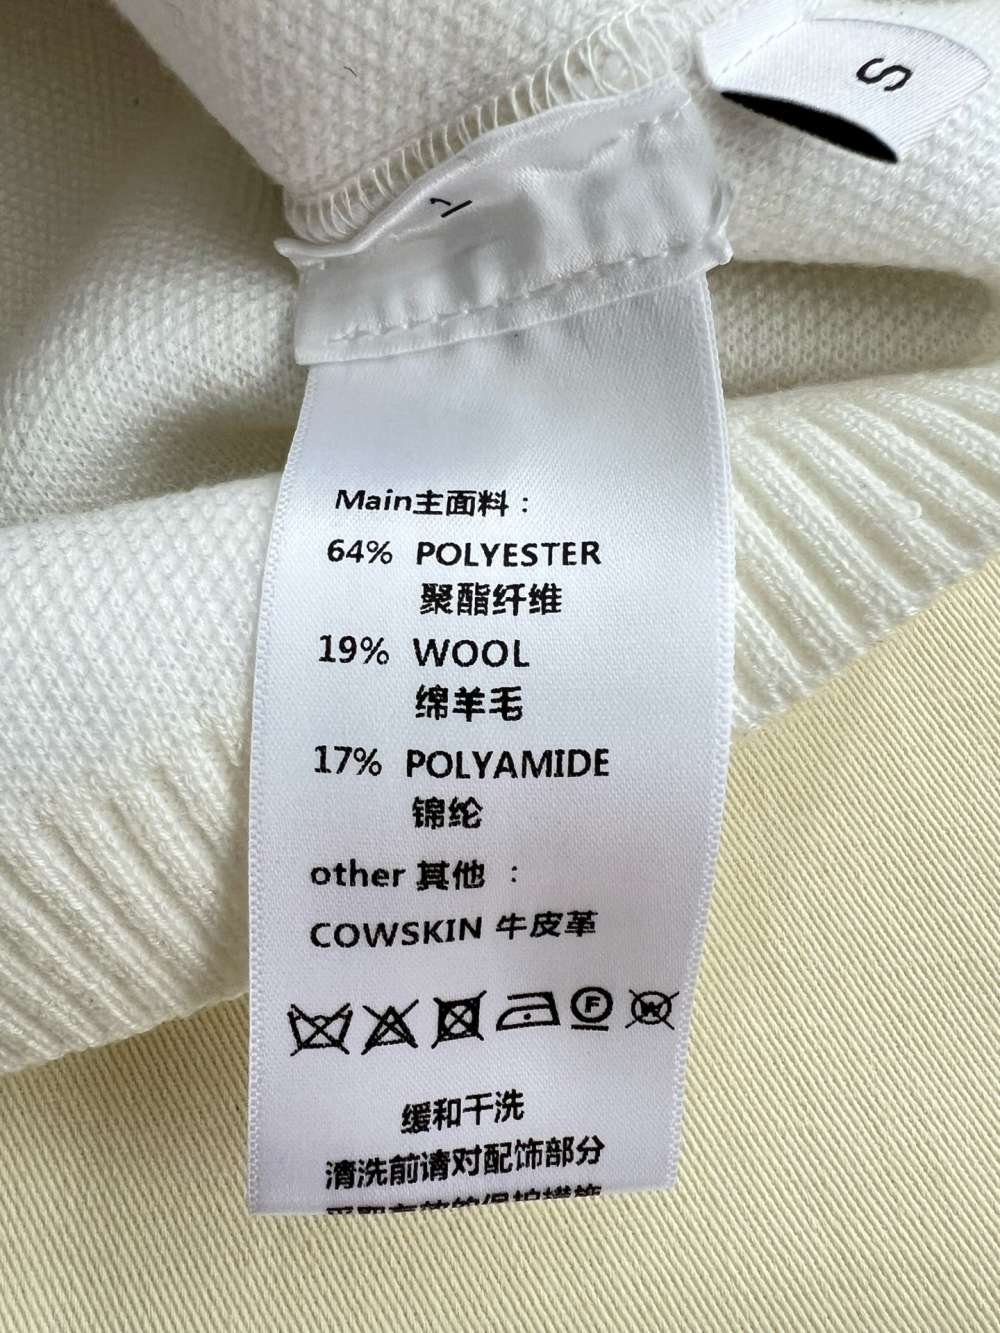 S
Main主面料：
64% POLYESTER
聚酯纤维
19% WOOL
绵羊毛
17% POLYAMIDE
锦纶
other 其他 ：
COWSKIN 牛皮革
F W
缓和干洗
清洗前请对配饰部分